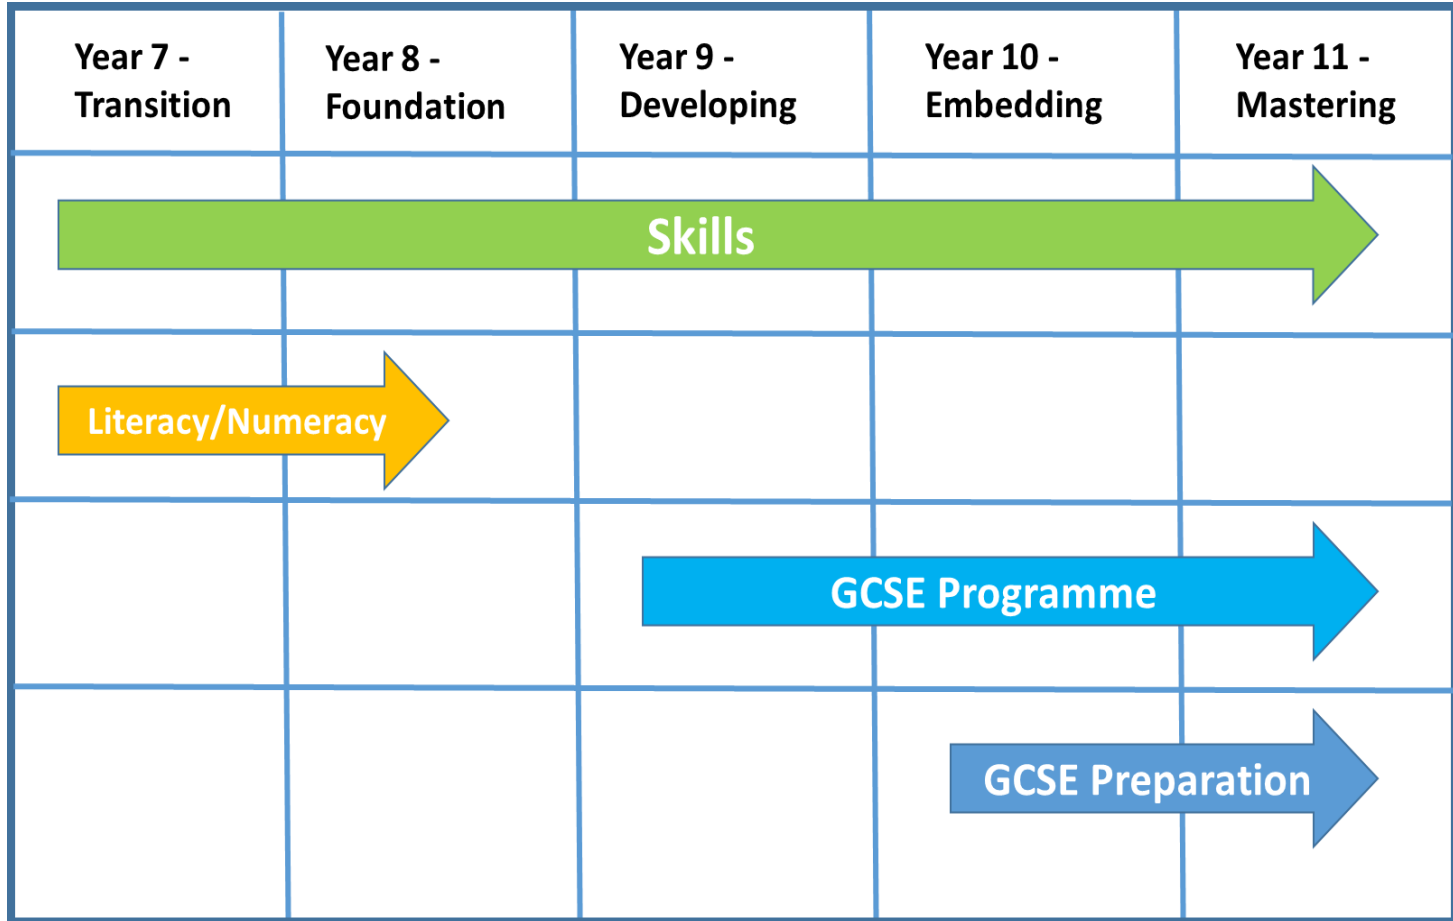 Year 7 -
Transition
Year 8 -
Foundation
Year 9 -
Developing
Year 10 -
Embedding
Year 11 -
Mastering
Skills
Literacy/Numeracy
GCSE Programme
GCSE Preparation